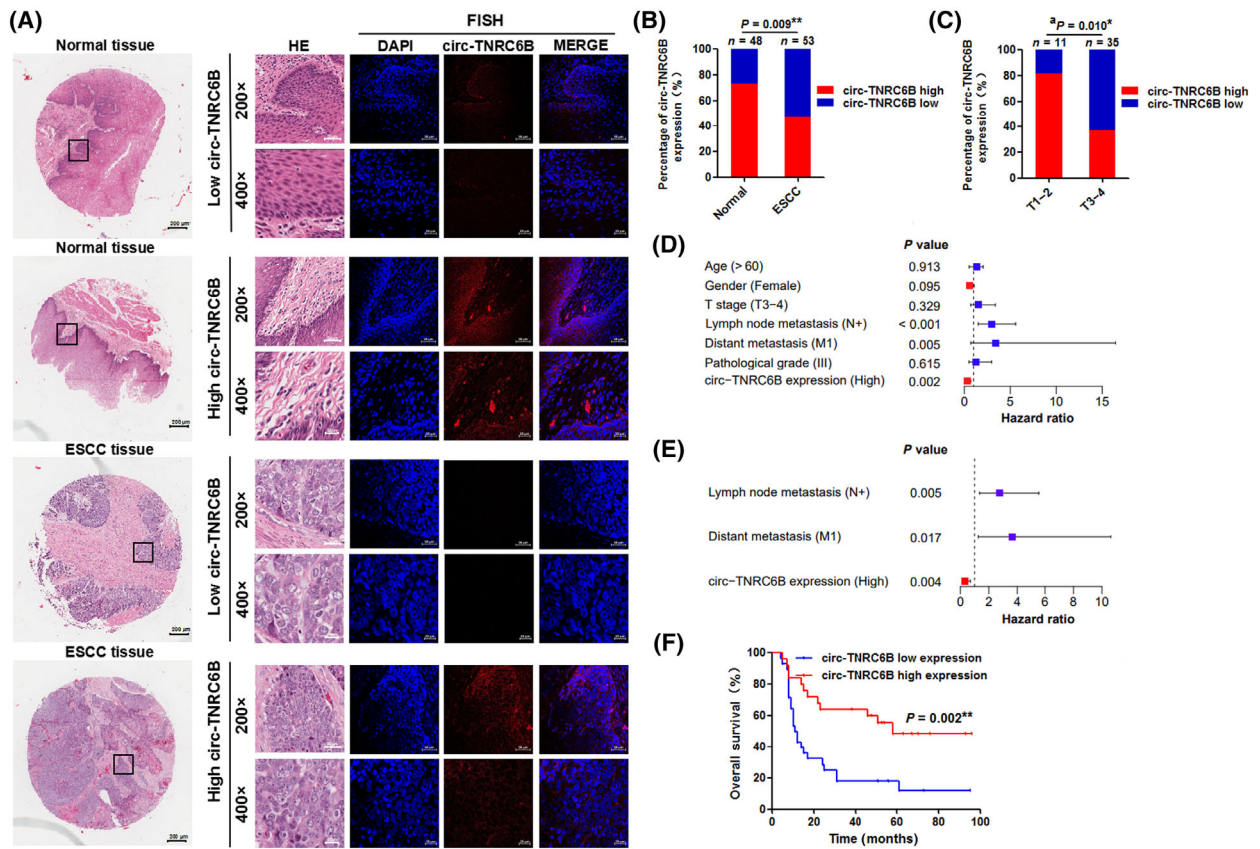 (A)
FISH
Normal tissue
HE
DAPI
circ-TNRC6B
MERGE
Low circ-TNRC6B
200×
400×
200 μm
Normal tissue
High circ-TNRC6B
200×
400×
200 μm
ESCC tissue
Low circ-TNRC6B
200×
400×
200 μm
ESCC tissue
High circ-TNRC6B
200×
400×
200 μm
(B)
P = 0.009**
n = 48
n = 53
Percentage of circ-TNRC6B
expression (%)
100
80
60
40
20
0
Normal
ESCC
circ-TNRC6B high
circ-TNRC6B low
(C)
aP = 0.010*
n = 11
n = 35
Percentage of circ-TNRC6B
expression (%)
100
80
60
40
20
0
T1-2
T3-4
circ-TNRC6B high
circ-TNRC6B low
(D)
P value
Age (> 60) 0.913
Gender (Female) 0.095
T stage (T3−4) 0.329
Lymph node metastasis (N+) < 0.001
Distant metastasis (M1) 0.005
Pathological grade (III) 0.615
circ−TNRC6B expression (High) 0.002
0 5 10 15
Hazard ratio
(E)
P value
Lymph node metastasis (N+) 0.005
Distant metastasis (M1) 0.017
circ−TNRC6B expression (High) 0.004
0 2 4 6 8 10
Hazard ratio
(F)
circ-TNRC6B low expression
circ-TNRC6B high expression
P = 0.002**
Overall survival (%)
100
80
60
40
20
0
0 20 40 60 80 100
Time (months)